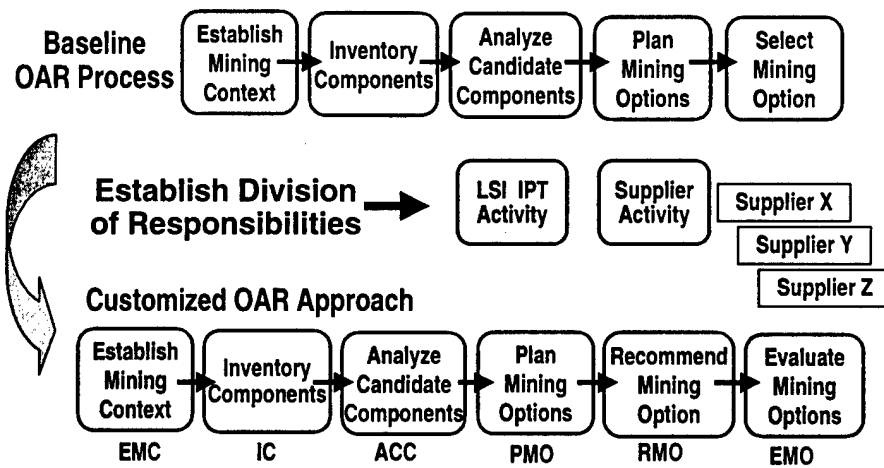 Baseline
OAR Process
Establish
Mining
Context
Inventory
Components
Analyze
Candidate
Components
Plan
Mining
Options
Select
Mining
Option
Establish Division
of Responsibilities
LSI IPT
Activity
Supplier
Activity
Supplier X
Supplier Y
Supplier Z
Customized OAR Approach
Establish
Mining
Context
Inventory
Components
Analyze
Candidate
Components
Plan
Mining
Options
Recommend
Mining
Option
Evaluate
Mining
Options
EMC
IC
ACC
PMO
RMO
EMO